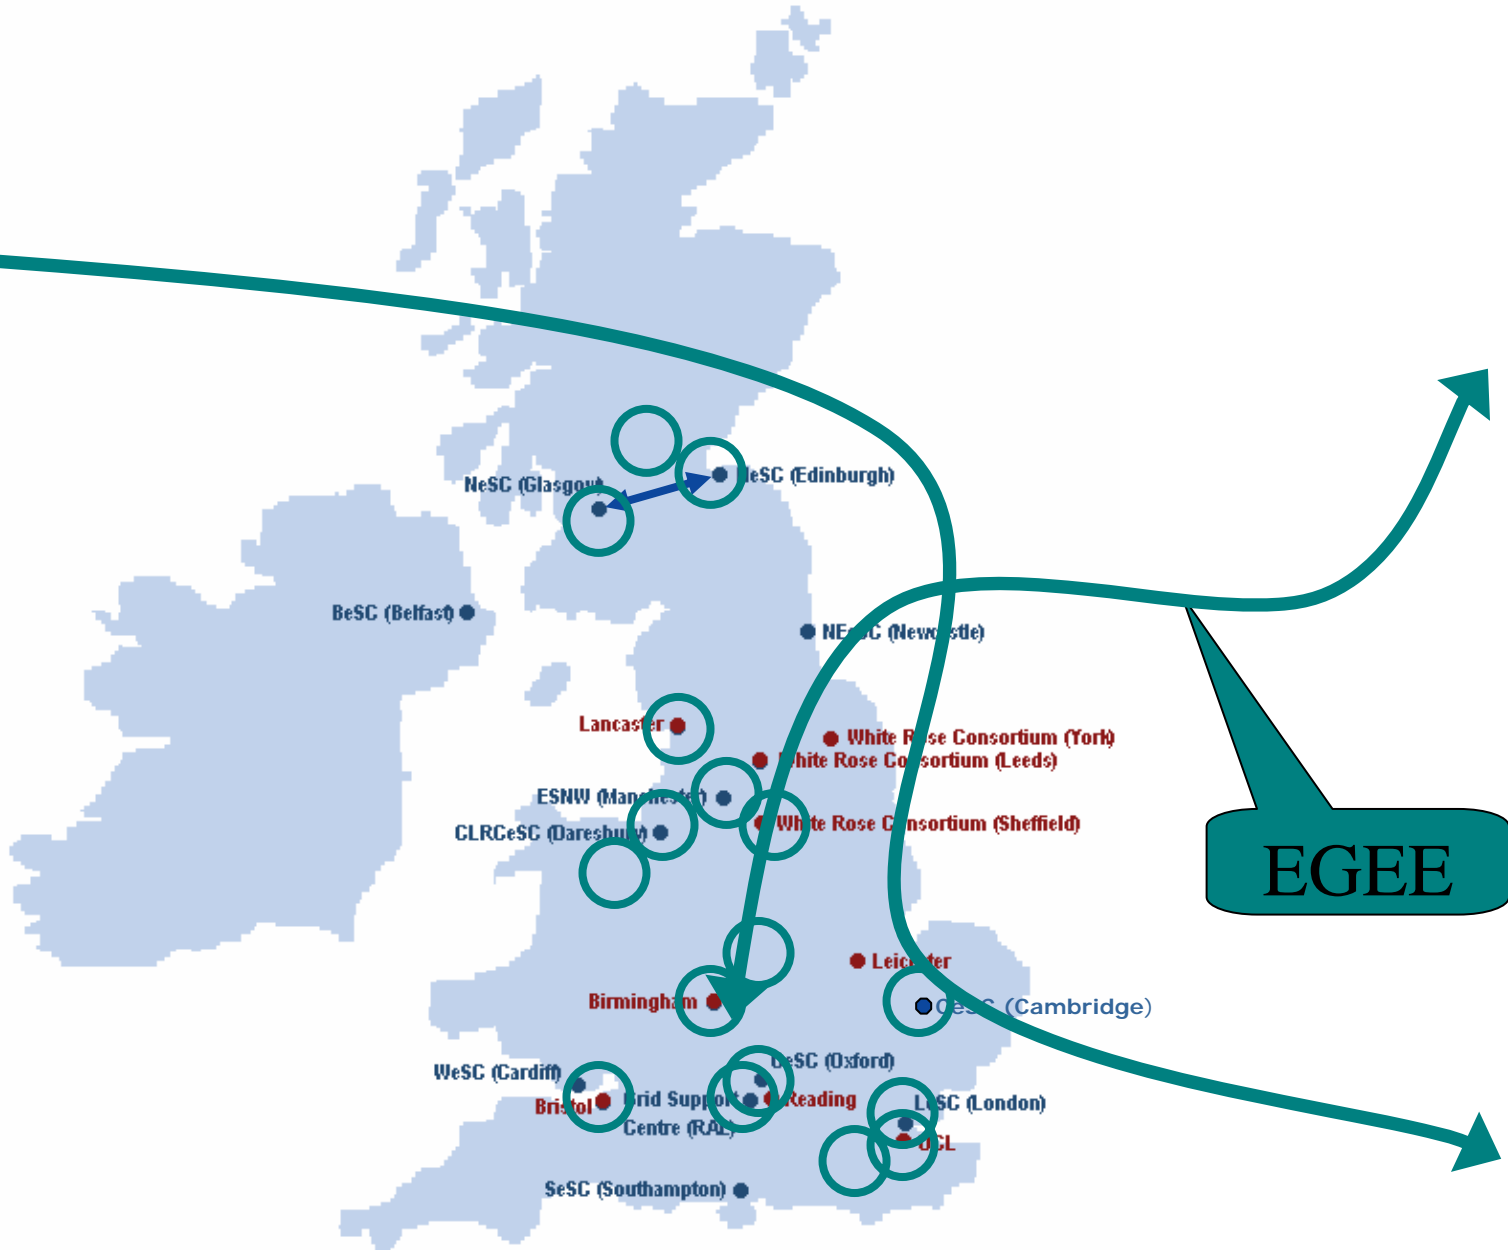 NeSC (Edinburgh)
NeSC (Glasgow)
BeSC (Belfast)
NEeSC (Newcastle)
Lancaster
White Rose Consortium (York)
White Rose Consortium (Leeds)
ESNW (Manchester)
White Rose Consortium (Sheffield)
CLRCeSC (Daresbury)
EGEE
Leicester
Birmingham
CeSC (Cambridge)
OeSC (Oxford)
WeSC (Cardiff)
Bristol
Grid Support
Centre (RAL)
Reading
LeSC (London)
UCL
SeSC (Southampton)